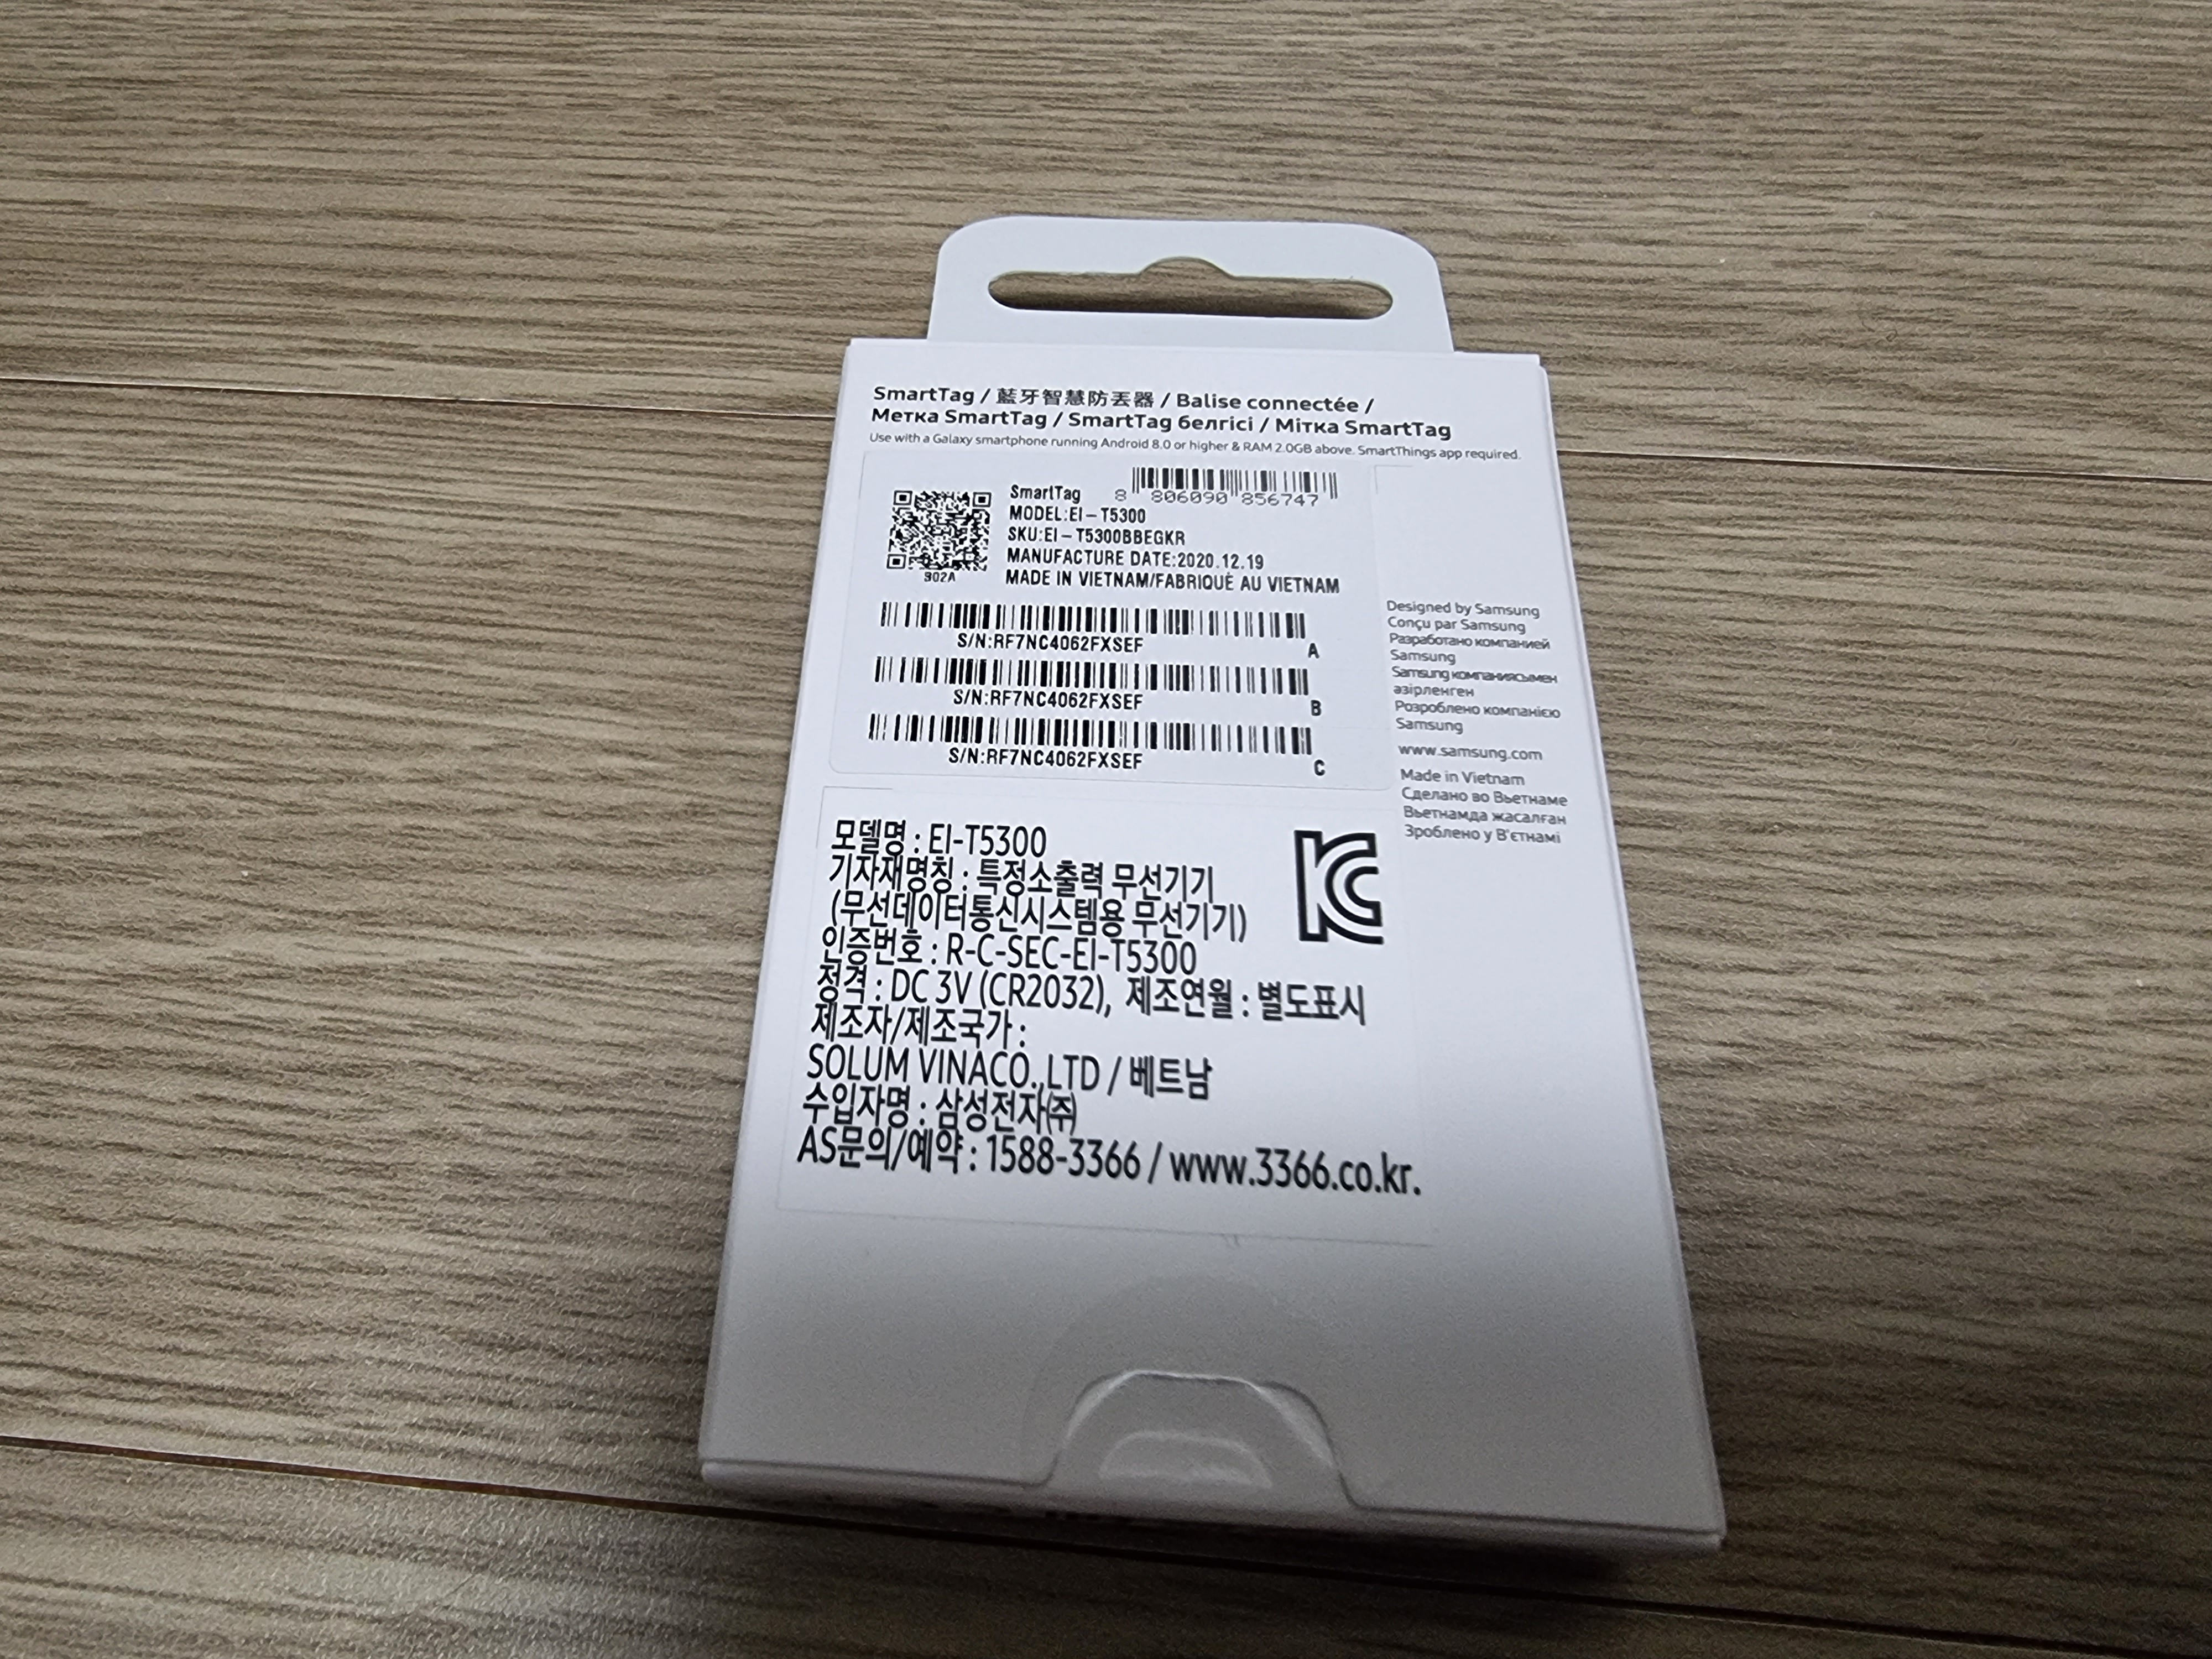 SmartTag / 藍牙智慧防丟器 / Balise connectée /
Метка SmartTag / SmartTag белгісі / Мітка SmartTag
Use with a Galaxy smartphone running Android 8.0 or higher & RAM 2.0GB above. SmartThings app required.
8 806090 856747
SmartTag
MODEL:EI-T5300
SKU:EI-T5300BBEGKR
MANUFACTURE DATE:2020.12.19
MADE IN VIETNAM/FABRIQUÉ AU VIETNAM
302A
S/N:RF7NC4062FXSEF
A
S/N:RF7NC4062FXSEF
B
S/N:RF7NC4062FXSEF
C
Designed by Samsung
Conçu par Samsung
Разработано компанией
Samsung
Samsung компаниясымен
әзірленген
Розроблено компанією
Samsung
www.samsung.com
Made in Vietnam
Сделано во Вьетнаме
Вьетнамда жасалған
Зроблено у В'єтнамі
모델명 : EI-T5300
기자재명칭 : 특정소출력 무선기기
(무선데이터통신시스템용 무선기기)
인증번호 : R-C-SEC-EI-T5300
정격 : DC 3V (CR2032), 제조연월 : 별도표시
제조자/제조국가 :
SOLUM VINACO.,LTD / 베트남
수입자명 : 삼성전자㈜
AS문의/예약 : 1588-3366 / www.3366.co.kr.
KC